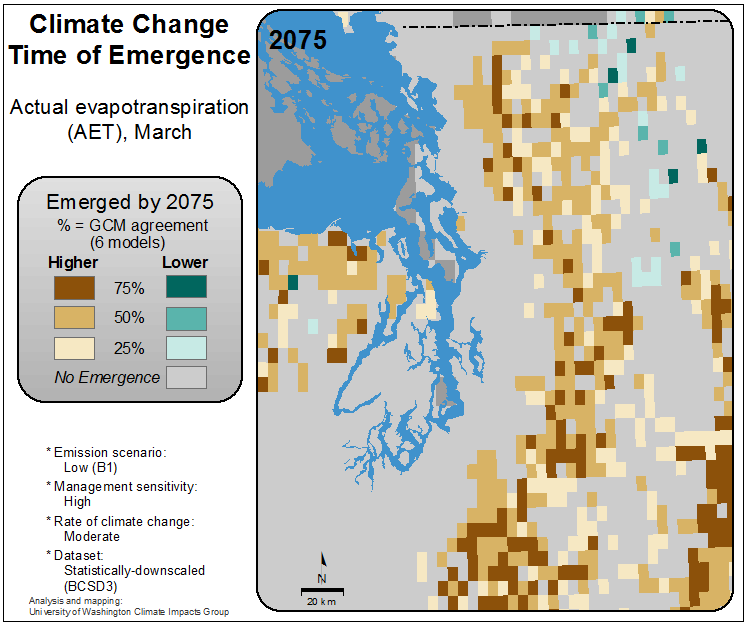 Climate Change
Time of Emergence
Actual evapotranspiration
(AET), March
Emerged by 2075
% = GCM agreement
(6 models)
Higher Lower
75%
50%
25%
No Emergence
* Emission scenario:
Low (B1)
* Management sensitivity:
High
* Rate of climate change:
Moderate
* Dataset:
Statistically-downscaled
(BCSD3)
Analysis and mapping:
University of Washington Climate Impacts Group
2075
N
20 km